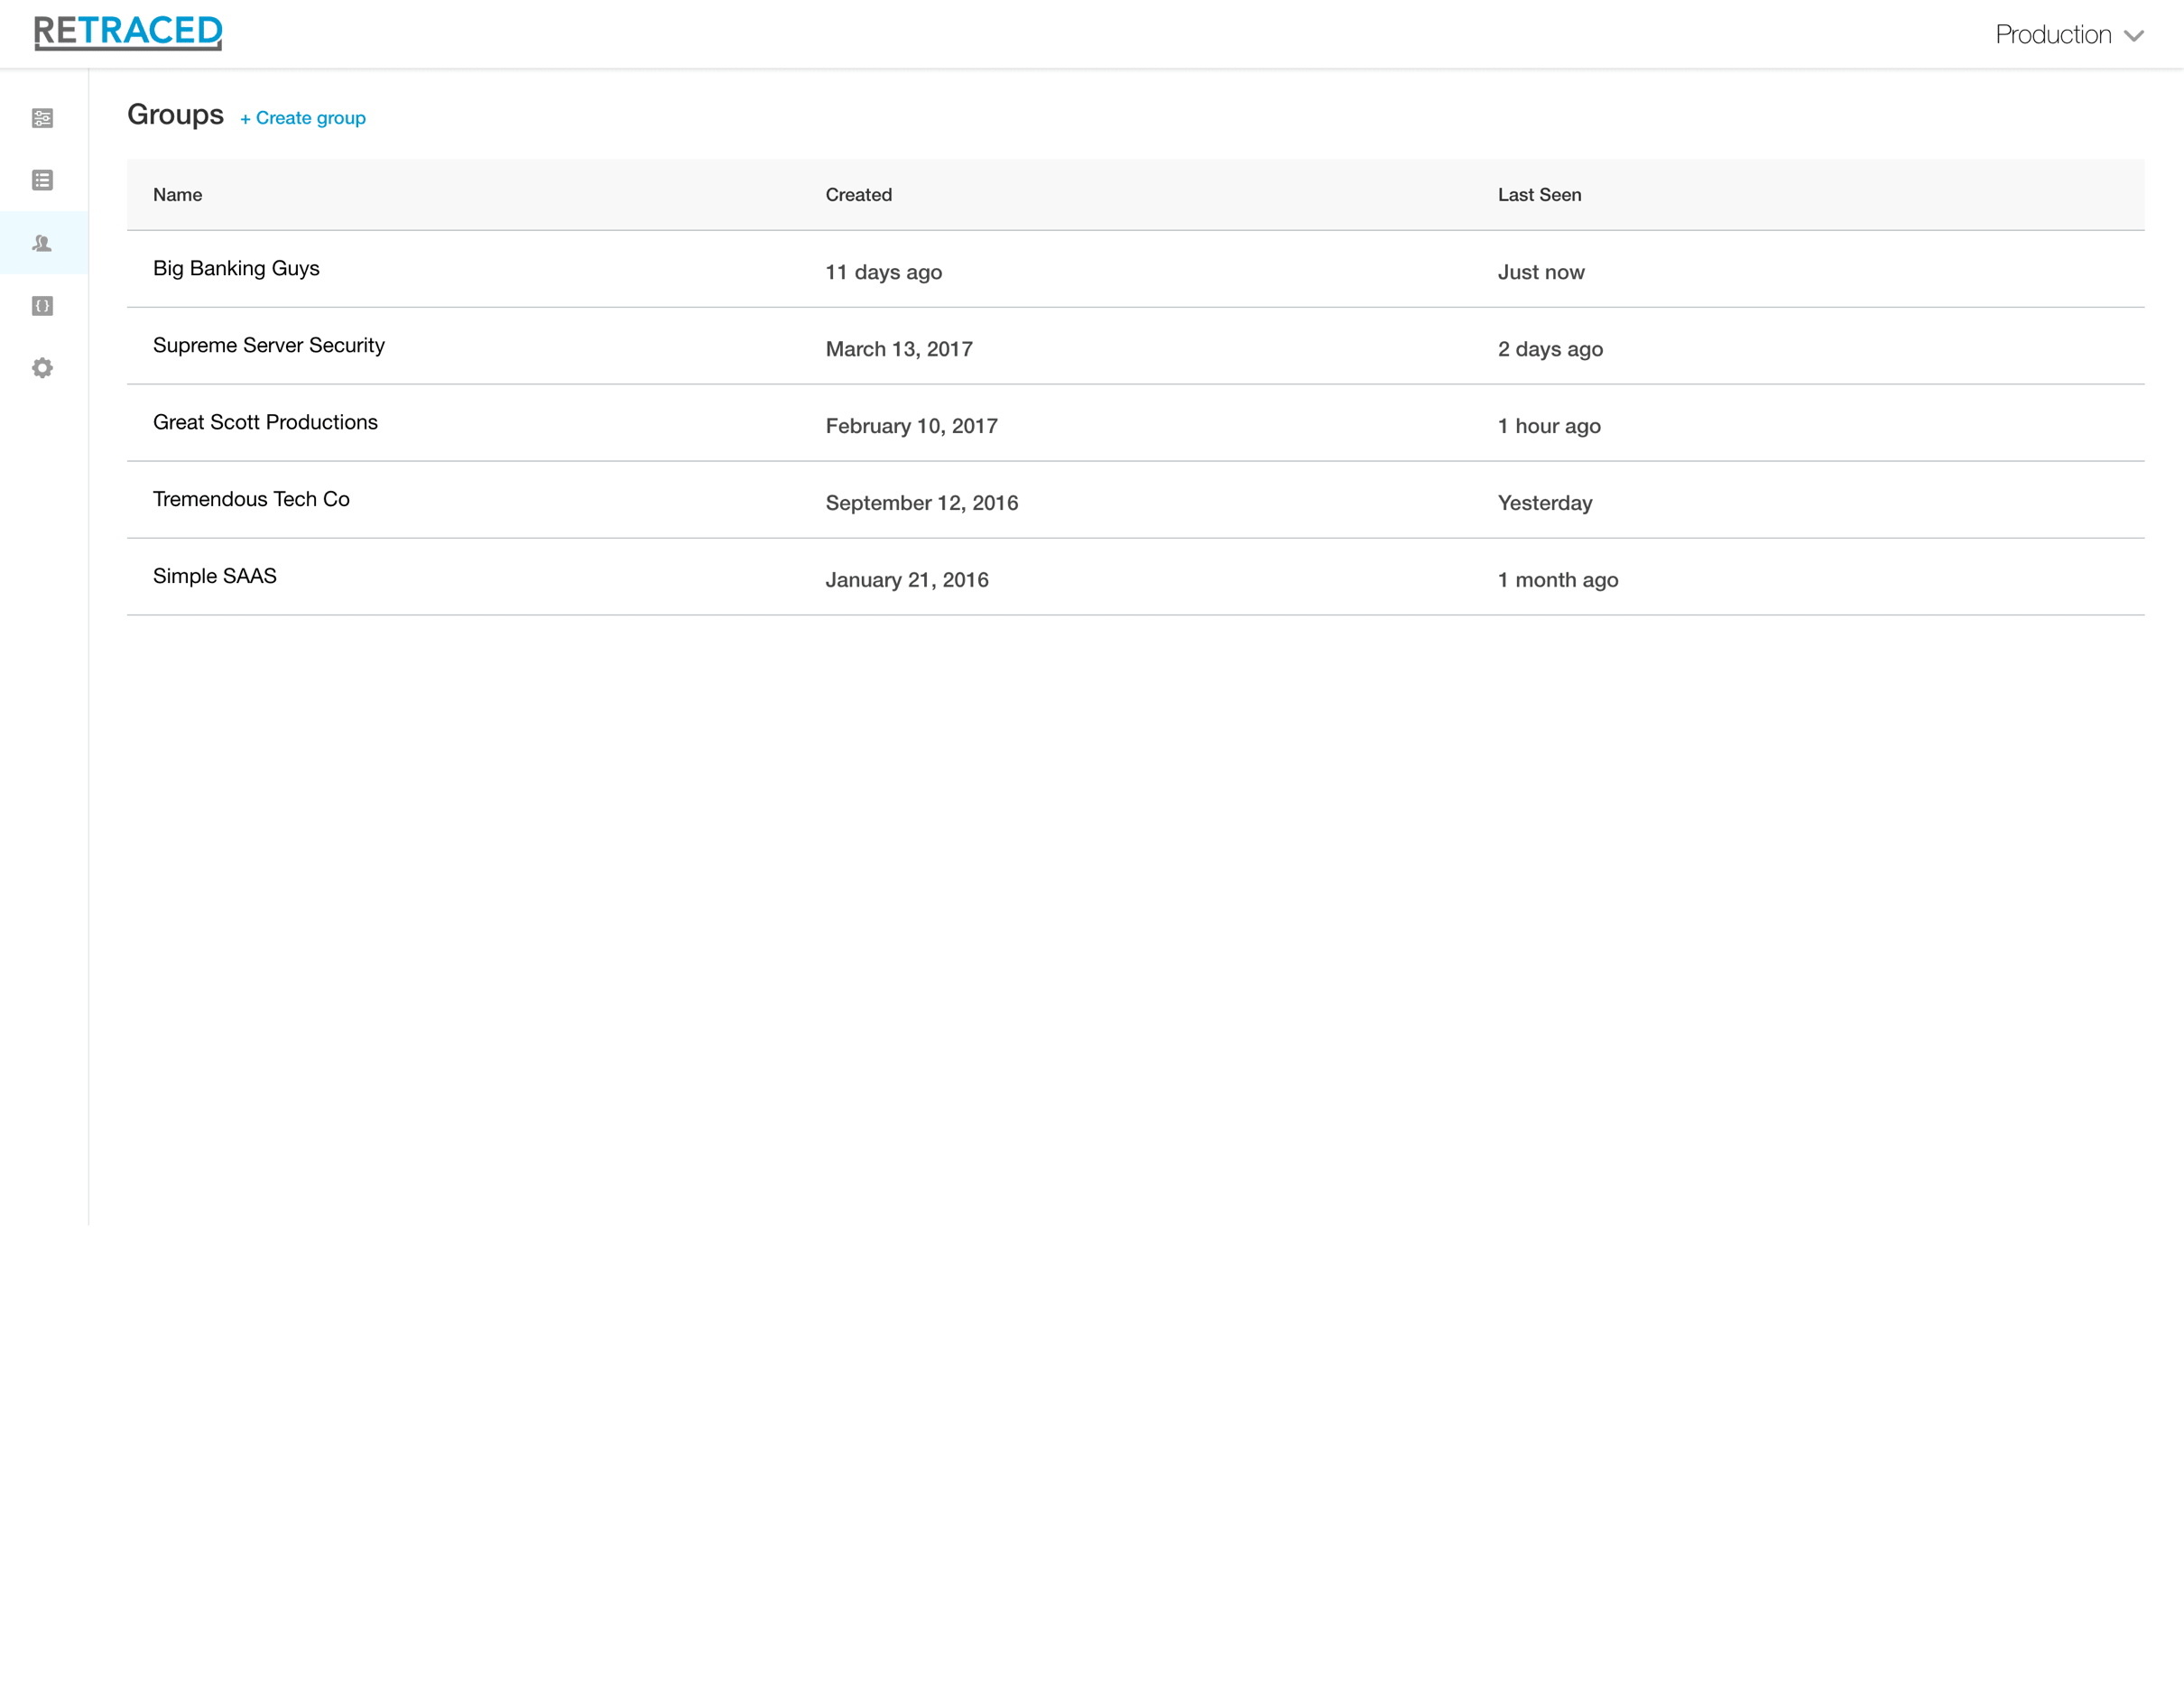 RETRACED
Production
Groups + Create group
Name Created Last Seen
Big Banking Guys 11 days ago Just now
Supreme Server Security March 13, 2017 2 days ago
Great Scott Productions February 10, 2017 1 hour ago
Tremendous Tech Co September 12, 2016 Yesterday
Simple SAAS January 21, 2016 1 month ago